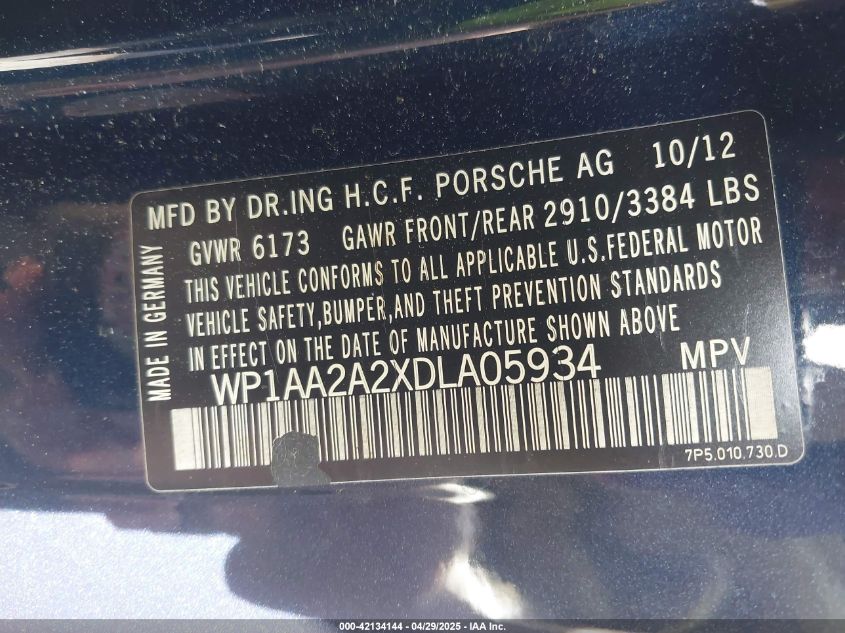 MFD BY DR.ING H.C.F. PORSCHE AG 10/12
GVWR 6173 GAWR FRONT/REAR 2910/3384 LBS
THIS VEHICLE CONFORMS TO ALL APPLICABLE U.S.FEDERAL MOTOR
VEHICLE SAFETY,BUMPER,AND THEFT PREVENTION STANDARDS
IN EFFECT ON THE DATE OF MANUFACTURE SHOWN ABOVE
WP1AA2A2XDLA05934 MPV
MADE IN GERMANY
7P5.010.730.D
000-42134144 - 04/29/2025 - IAA Inc.